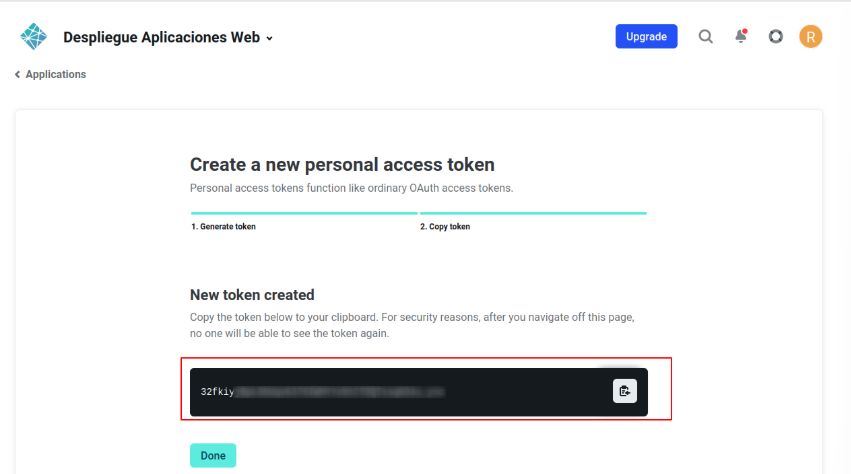 Despliegue Aplicaciones Web
Upgrade
R
Applications
Create a new personal access token
Personal access tokens function like ordinary OAuth access tokens.
1. Generate token
2. Copy token
New token created
Copy the token below to your clipboard. For security reasons, after you navigate off this page,
no one will be able to see the token again.
32fkiy
Done